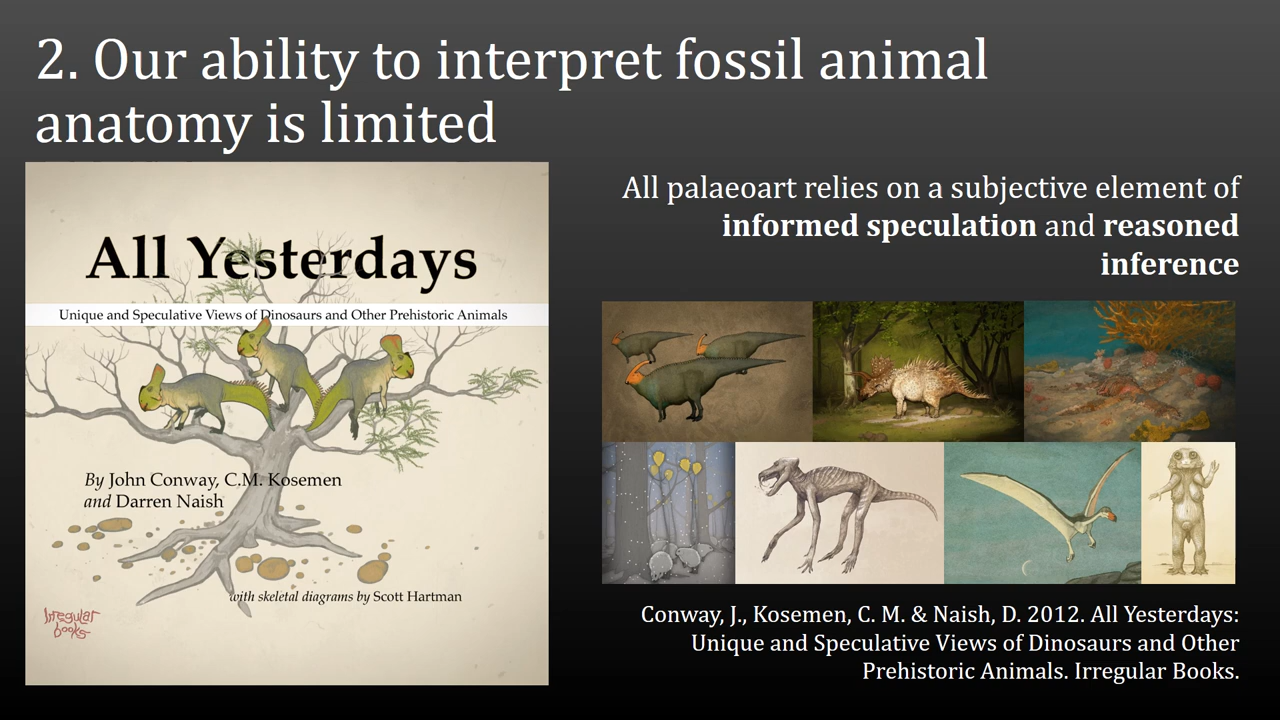 2. Our ability to interpret fossil animal
anatomy is limited
All Yesterdays
Unique and Speculative Views of Dinosaurs and Other Prehistoric Animals
By John Conway, C.M. Kosemen
and Darren Naish
with skeletal diagrams by Scott Hartman
Irregular
books
All palaeoart relies on a subjective element of
informed speculation and reasoned
inference
Conway, J., Kosemen, C. M. & Naish, D. 2012. All Yesterdays:
Unique and Speculative Views of Dinosaurs and Other
Prehistoric Animals. Irregular Books.